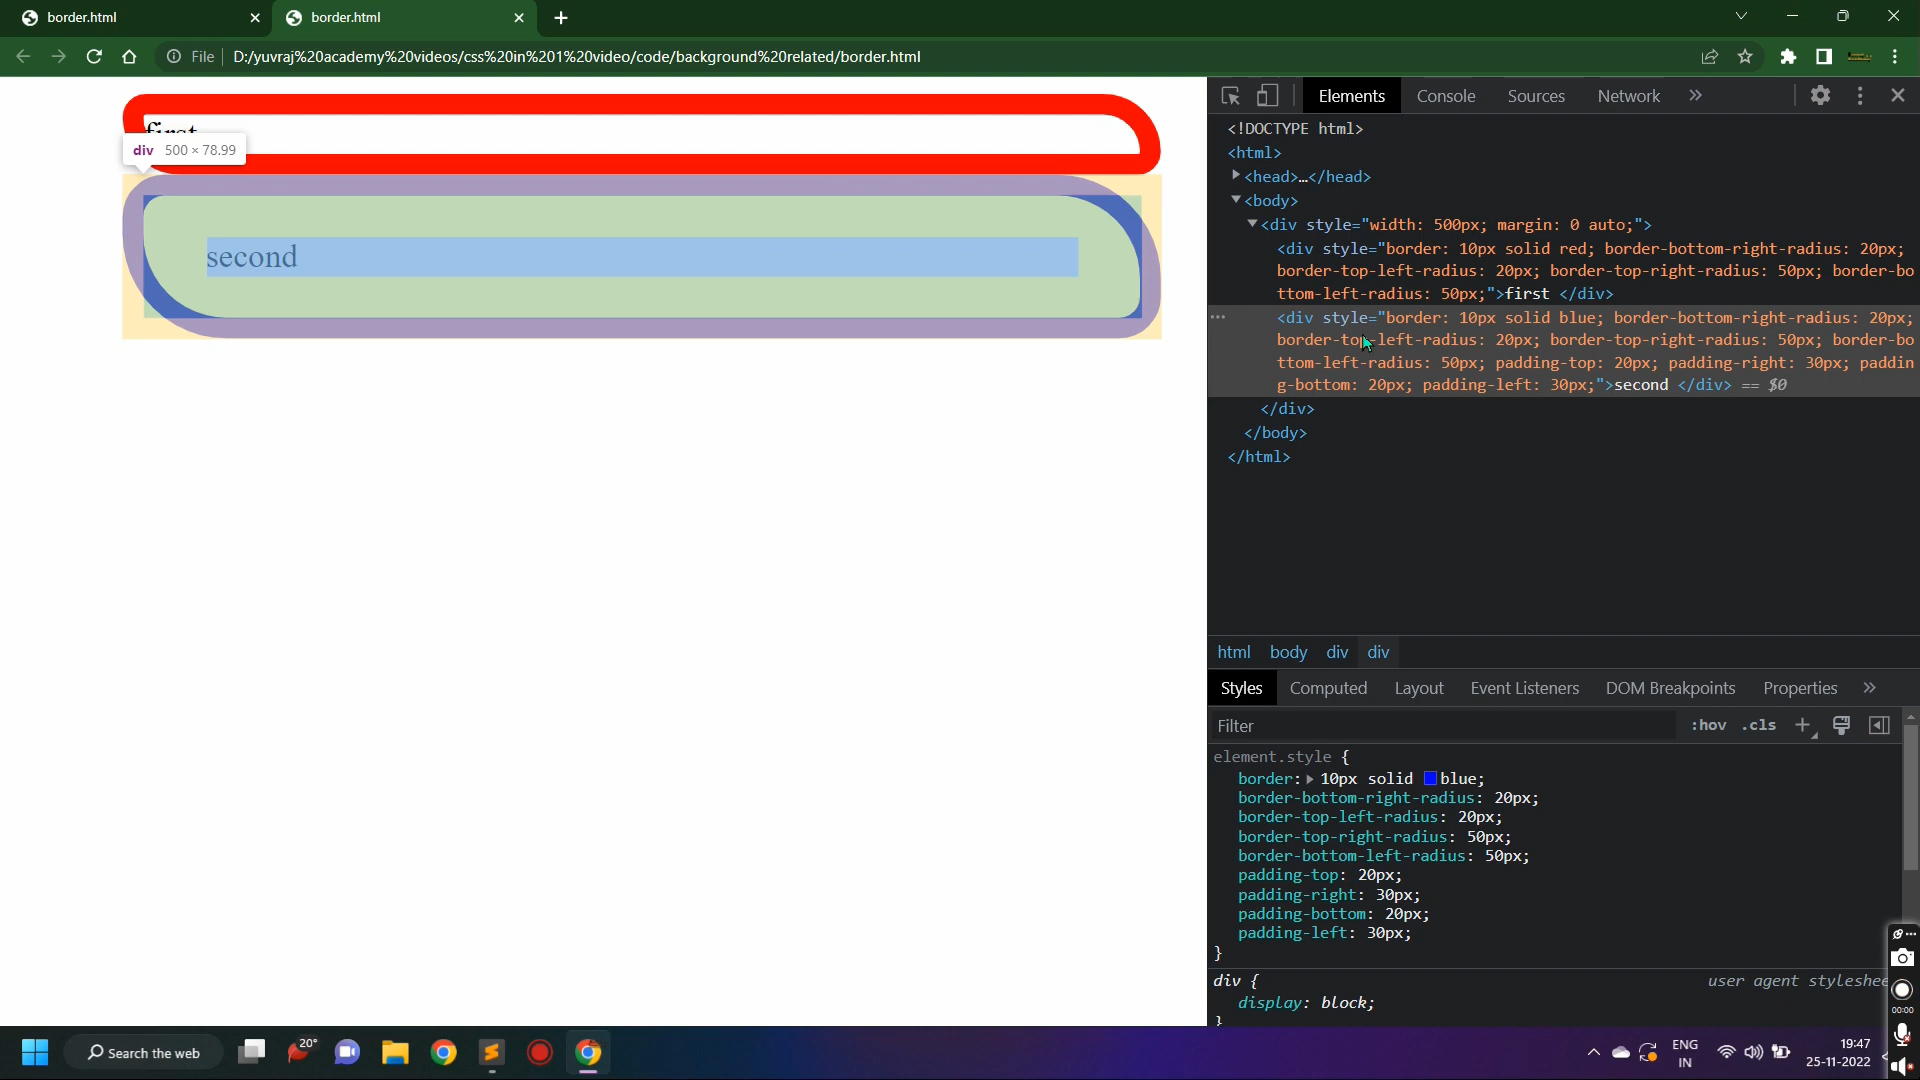 border.html
border.html
File
D:/yuvraj%20academy%20videos/css%20in%201%20video/code/background%20related/border.html
first
div 500 × 78.99
second
Elements Console Sources Network
<!DOCTYPE html>
<html>
<head>…</head>
<body>
<div style="width: 500px; margin: 0 auto;">
<div style="border: 10px solid red; border-bottom-right-radius: 20px;
border-top-left-radius: 20px; border-top-right-radius: 50px; border-bo
ttom-left-radius: 50px;">first </div>
<div style="border: 10px solid blue; border-bottom-right-radius: 20px;
border-top-left-radius: 20px; border-top-right-radius: 50px; border-bo
ttom-left-radius: 50px; padding-top: 20px; padding-right: 30px; paddin
g-bottom: 20px; padding-left: 30px;">second </div> == $0
</div>
</body>
</html>
html body div div
Styles Computed Layout Event Listeners DOM Breakpoints Properties
Filter
:hov .cls
element.style {
border: 10px solid blue;
border-bottom-right-radius: 20px;
border-top-left-radius: 20px;
border-top-right-radius: 50px;
border-bottom-left-radius: 50px;
padding-top: 20px;
padding-right: 30px;
padding-bottom: 20px;
padding-left: 30px;
}
div {
user agent styleshee
display: block;
}
00:00
Search the web
20°
ENG
IN
19:47
25-11-2022